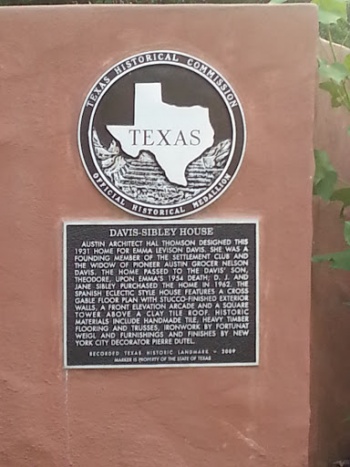 TEXAS HISTORICAL COMMISSION
TEXAS
OFFICIAL HISTORICAL MEDALLION
DAVIS-SIBLEY HOUSE
AUSTIN ARCHITECT HAL THOMSON DESIGNED THIS
1931 HOME FOR EMMA LEVISON DAVIS. SHE WAS A
FOUNDING MEMBER OF THE SETTLEMENT CLUB AND
THE WIDOW OF PIONEER AUSTIN GROCER NELSON
DAVIS. THE HOME PASSED TO THE DAVIS' SON,
THEODORE, UPON EMMA'S 1954 DEATH; D. J. AND
JANE SIBLEY PURCHASED THE HOME IN 1962. THE
SPANISH ECLECTIC STYLE HOUSE FEATURES A CROSS
GABLE FLOOR PLAN WITH STUCCO-FINISHED EXTERIOR
WALLS, A FRONT ELEVATION ARCADE AND A SQUARE
TOWER ABOVE A CLAY TILE ROOF. HISTORIC
MATERIALS INCLUDE HANDMADE TILE, HEAVY TIMBER
FLOORING AND TRUSSES, IRONWORK BY FORTUNAT
WEIGL AND FURNISHINGS AND FINISHES BY NEW
YORK CITY DECORATOR PIERRE DUTEL.
RECORDED TEXAS HISTORIC LANDMARK • 2009
MARKER IS PROPERTY OF THE STATE OF TEXAS